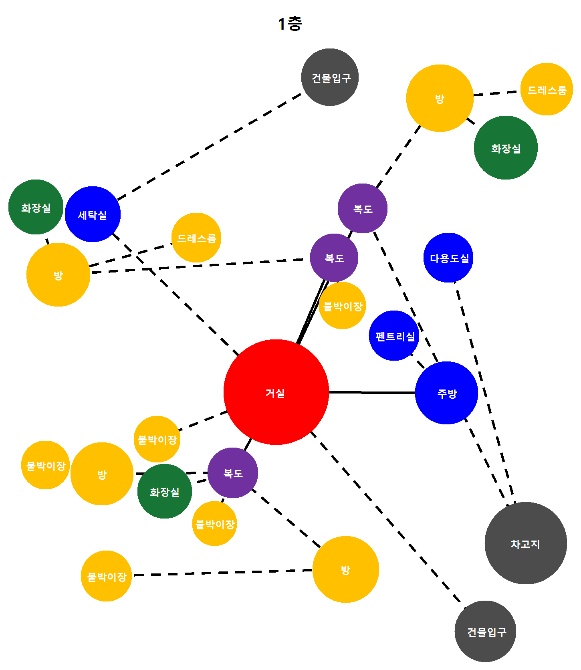 1층
건물입구
방
드레스룸
화장실
화장실
세탁실
복도
드레스룸
복도
다용도실
방
붙박이장
팬트리실
거실
주방
붙박이장
붙박이장
방
복도
화장실
붙박이장
차고지
방
붙박이장
건물입구